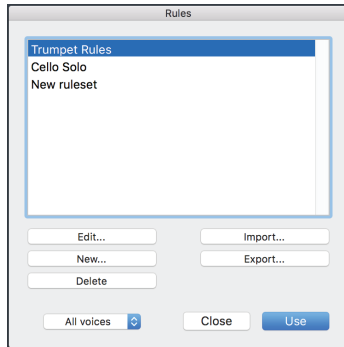 Rules
Trumpet Rules
Cello Solo
New ruleset
Edit...
Import...
New...
Export...
Delete
All voices
Close
Use